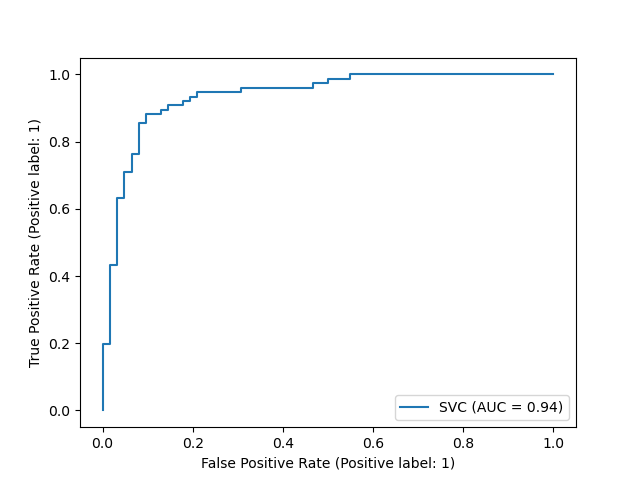 True Positive Rate (Positive label: 1)
1.0
0.8
0.6
0.4
0.2
0.0
SVC (AUC = 0.94)
0.0 0.2 0.4 0.6 0.8 1.0
False Positive Rate (Positive label: 1)